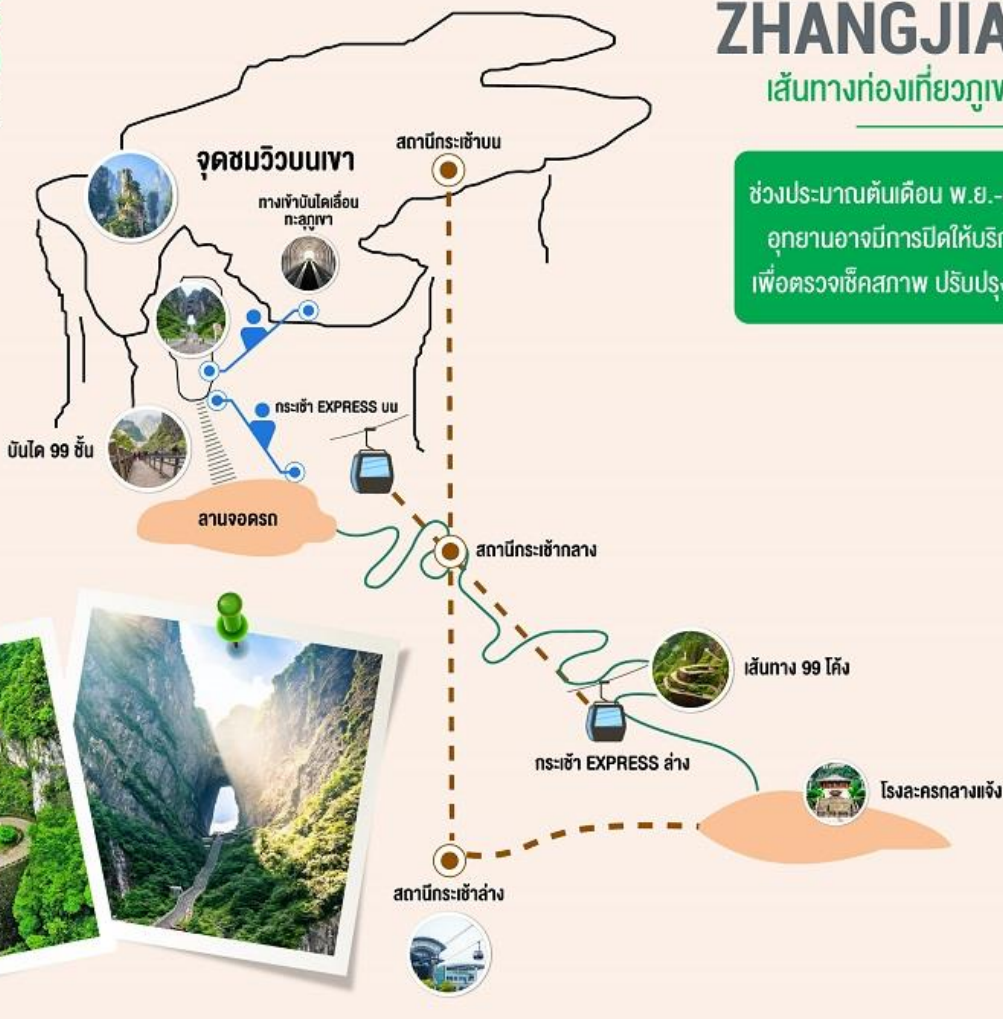 ZHANGJIA
เส้นทางท่องเที่ยวภูเข
ช่วงประมาณต้นเดือน พ.ย.-
อุทยานอาจมีการปิดให้บริก
เพื่อตรวจเช็คสภาพ ปรับปรุง
สถานีกระเช้าบน
จุดชมวิวบนเขา
ทางเข้าบันไดเลื่อน
ทะลุภูเขา
กระเช้า EXPRESS บน
บันได 99 ชั้น
ลานจอดรถ
สถานีกระเช้ากลาง
เส้นทาง 99 โค้ง
กระเช้า EXPRESS ล่าง
โรงละครกลางแจ้ง
สถานีกระเช้าล่าง